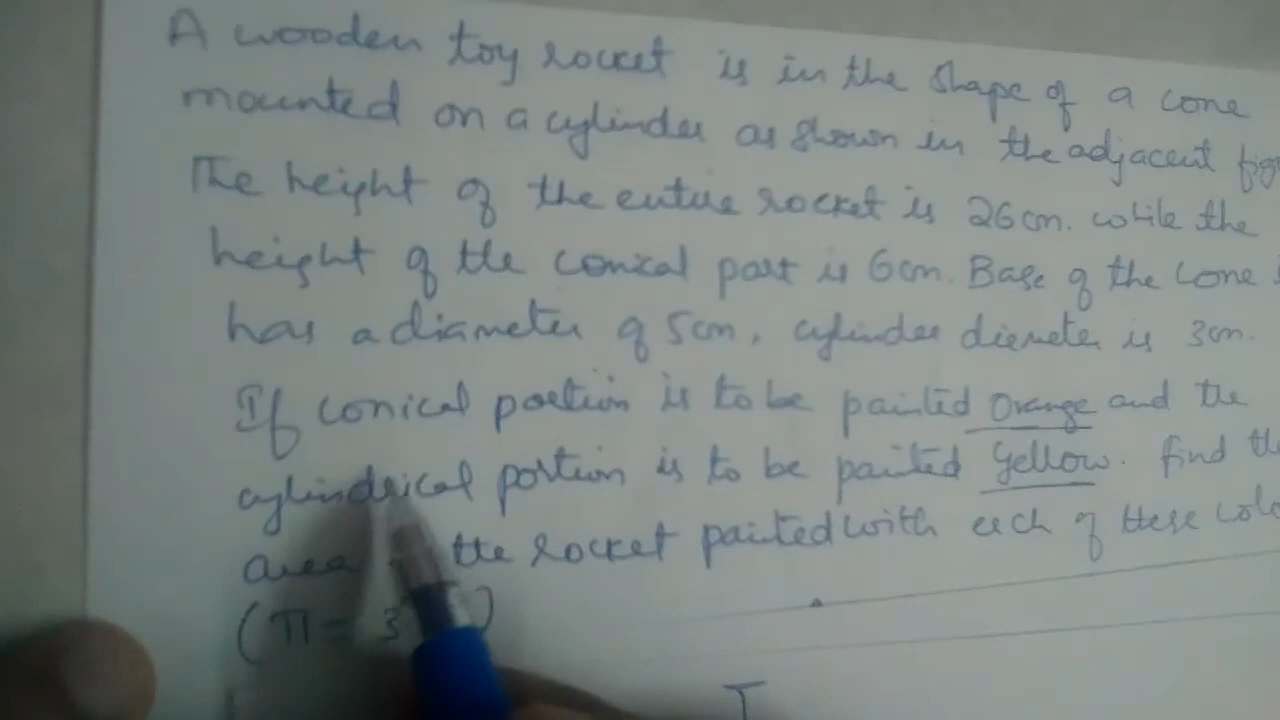 A wooden toy rocket is in the shape of a cone
mounted on a cylinder as shown in the adjacent
The height of the entire rocket is 26cm. while the
height of the conical part is 6cm. Base of the cone
has a diameter of 5cm, cylinder diemeter is 3cm.
If conical portion is to be painted Orange and the
cylindrical portion is to be painted Yellow. find
area the rocket painted with each of these
(π = 3 )